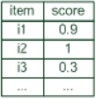 item score
i1 0.9
i2 1
i3 0.3
... ...